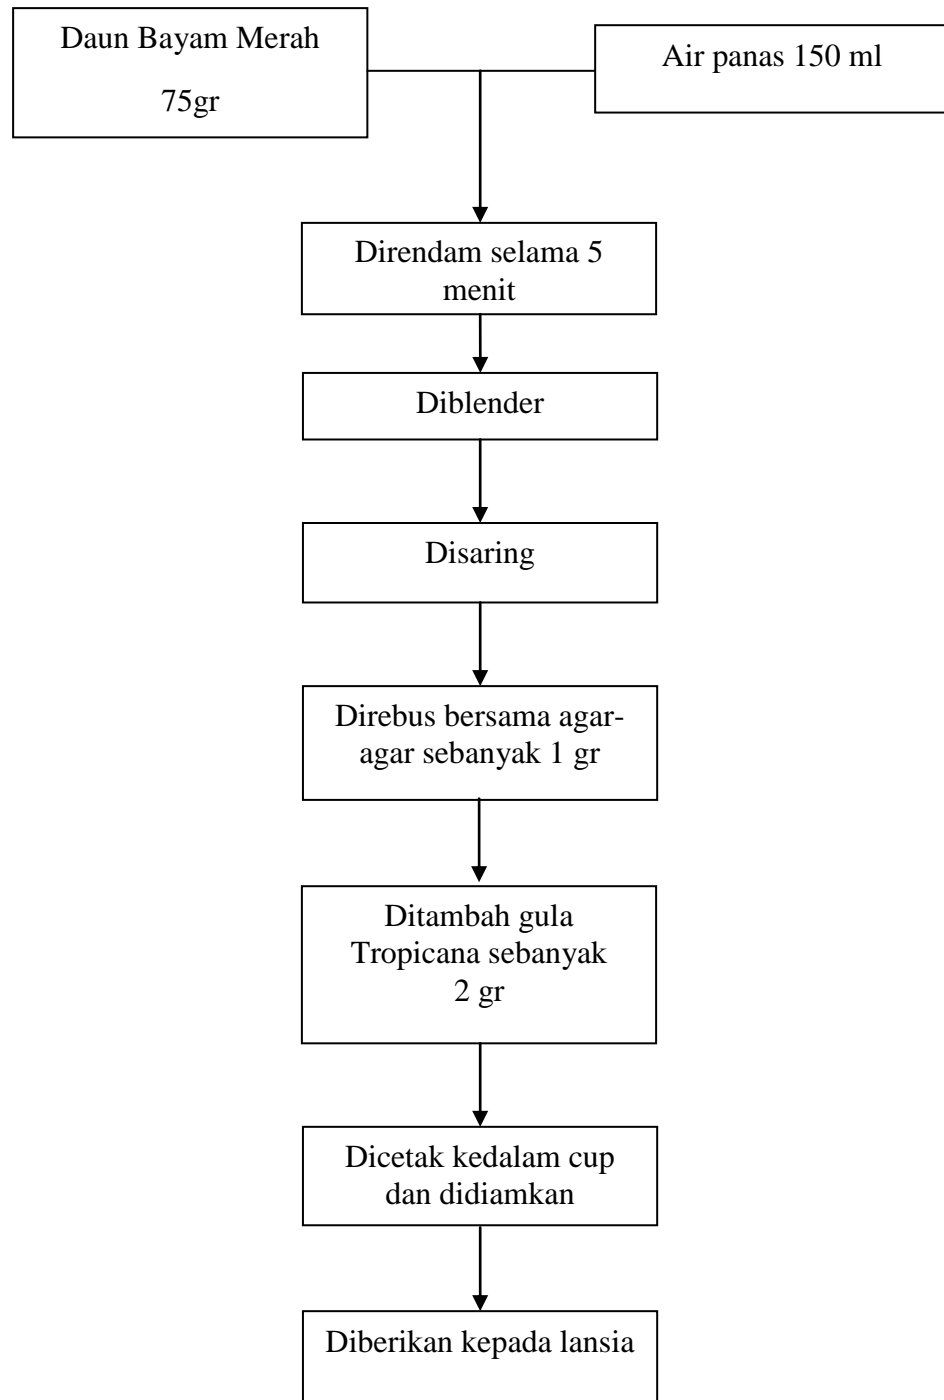 Daun Bayam Merah
75gr
Air panas 150 ml
Direndam selama 5
menit
Diblender
Disaring
Direbus bersama agar-
agar sebanyak 1 gr
Ditambah gula
Tropicana sebanyak
2 gr
Dicetak kedalam cup
dan didiamkan
Diberikan kepada lansia